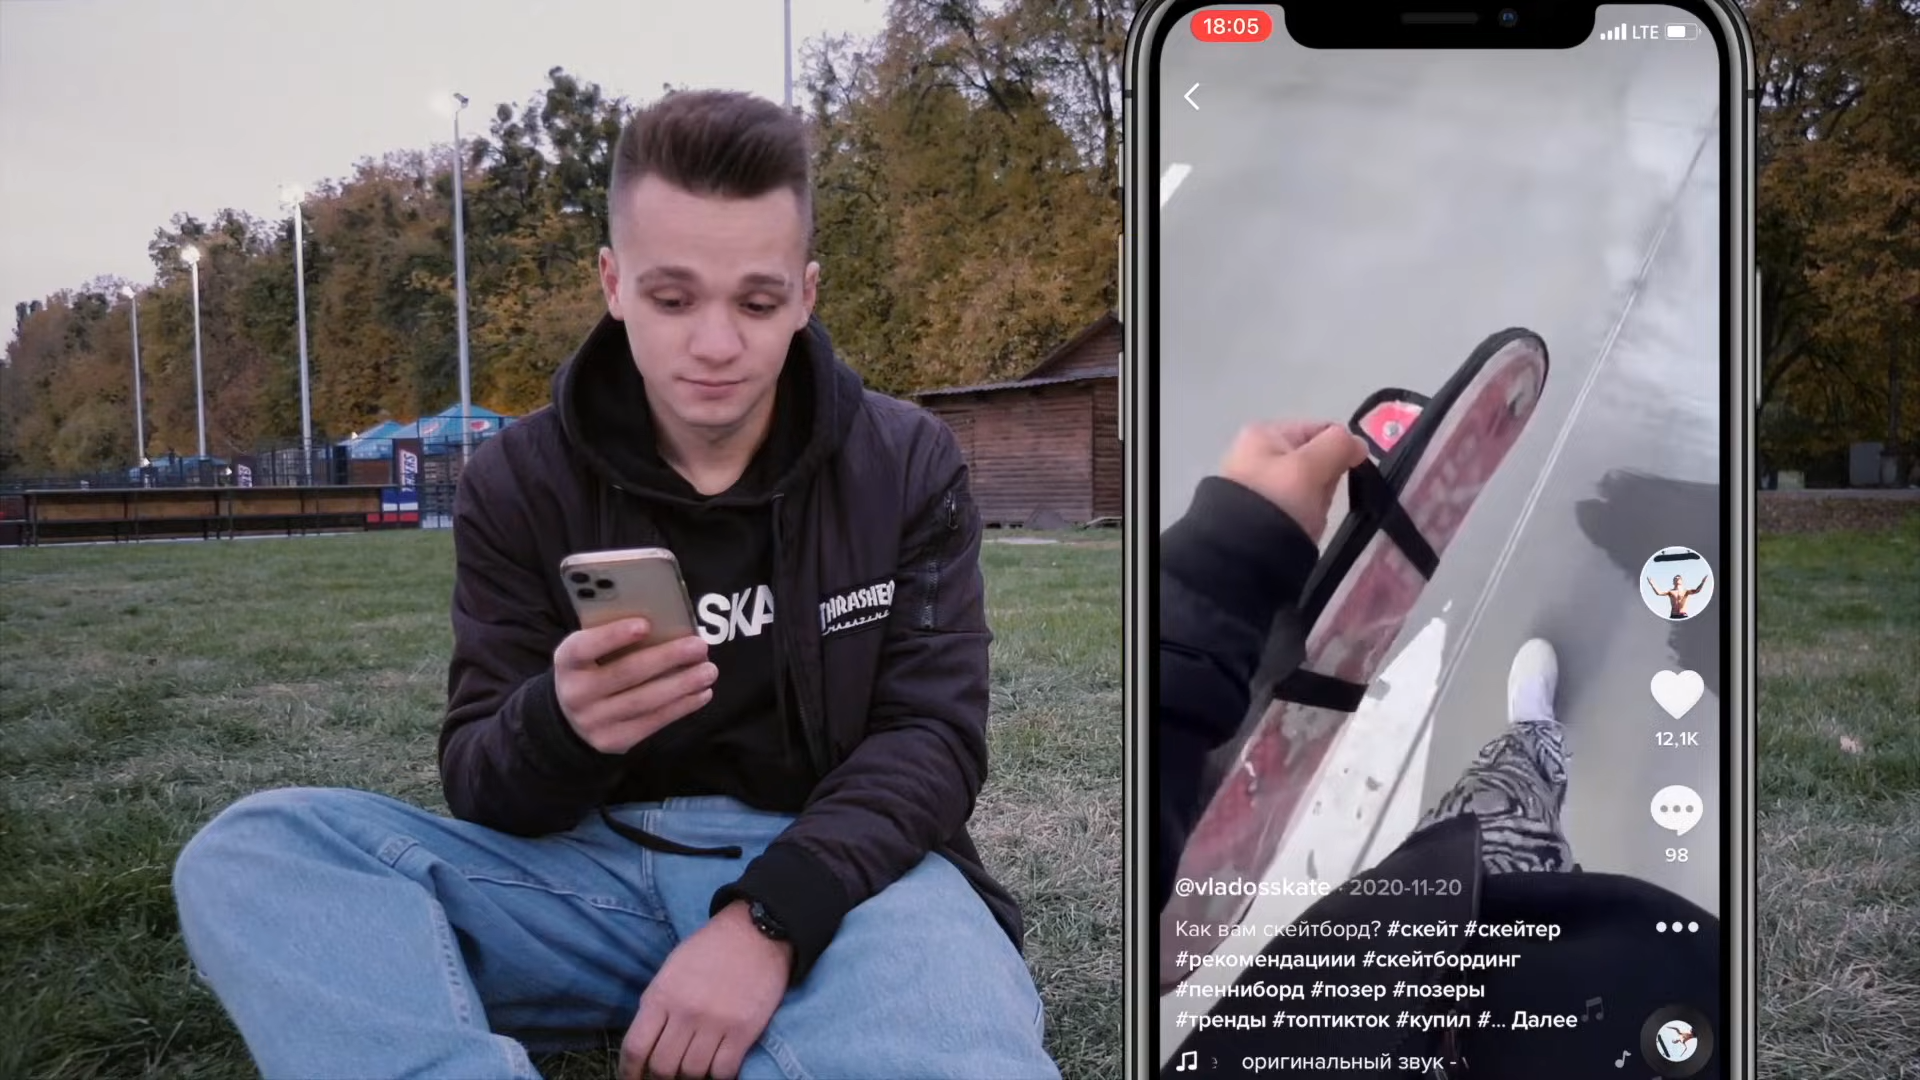 18:05
LTE
SKA
THRASHER
MAGAZINE
12,1K
98
@vladosskate · 2020-11-20
Как вам скейтборд? #скейт #скейтер
#рекомендациии #скейтбординг
#пенниборд #позер #позеры
#тренды #топтикток #купил #... Далее
оригинальный звук -